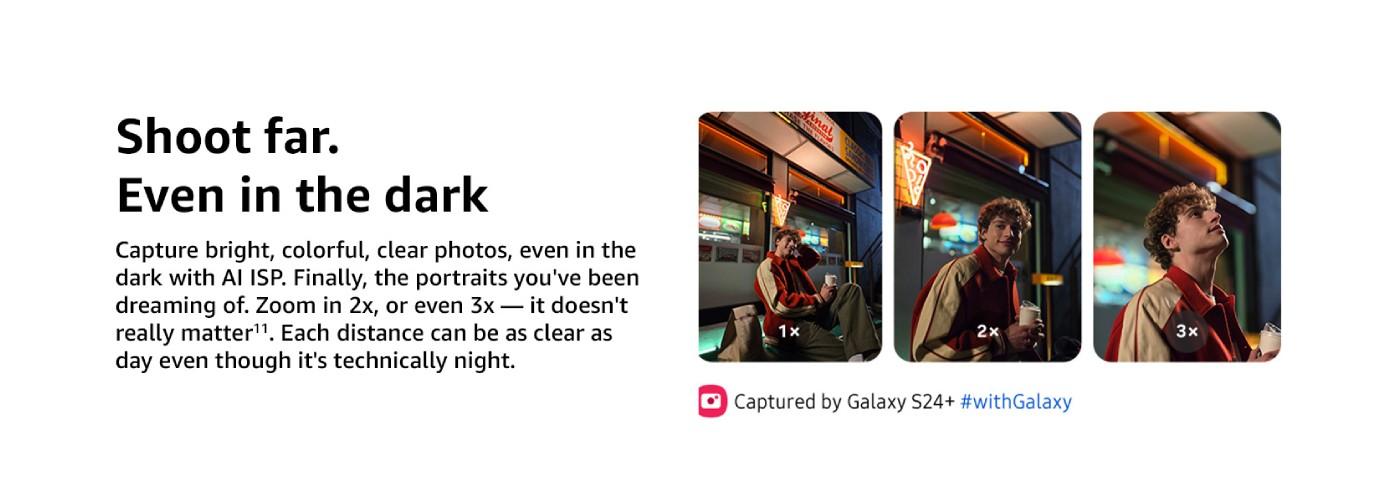 Shoot far.
Even in the dark
Capture bright, colorful, clear photos, even in the
dark with AI ISP. Finally, the portraits you've been
dreaming of. Zoom in 2x, or even 3x — it doesn't
really matter¹¹. Each distance can be as clear as
day even though it's technically night.
1×
2×
3×
Captured by Galaxy S24+ #withGalaxy